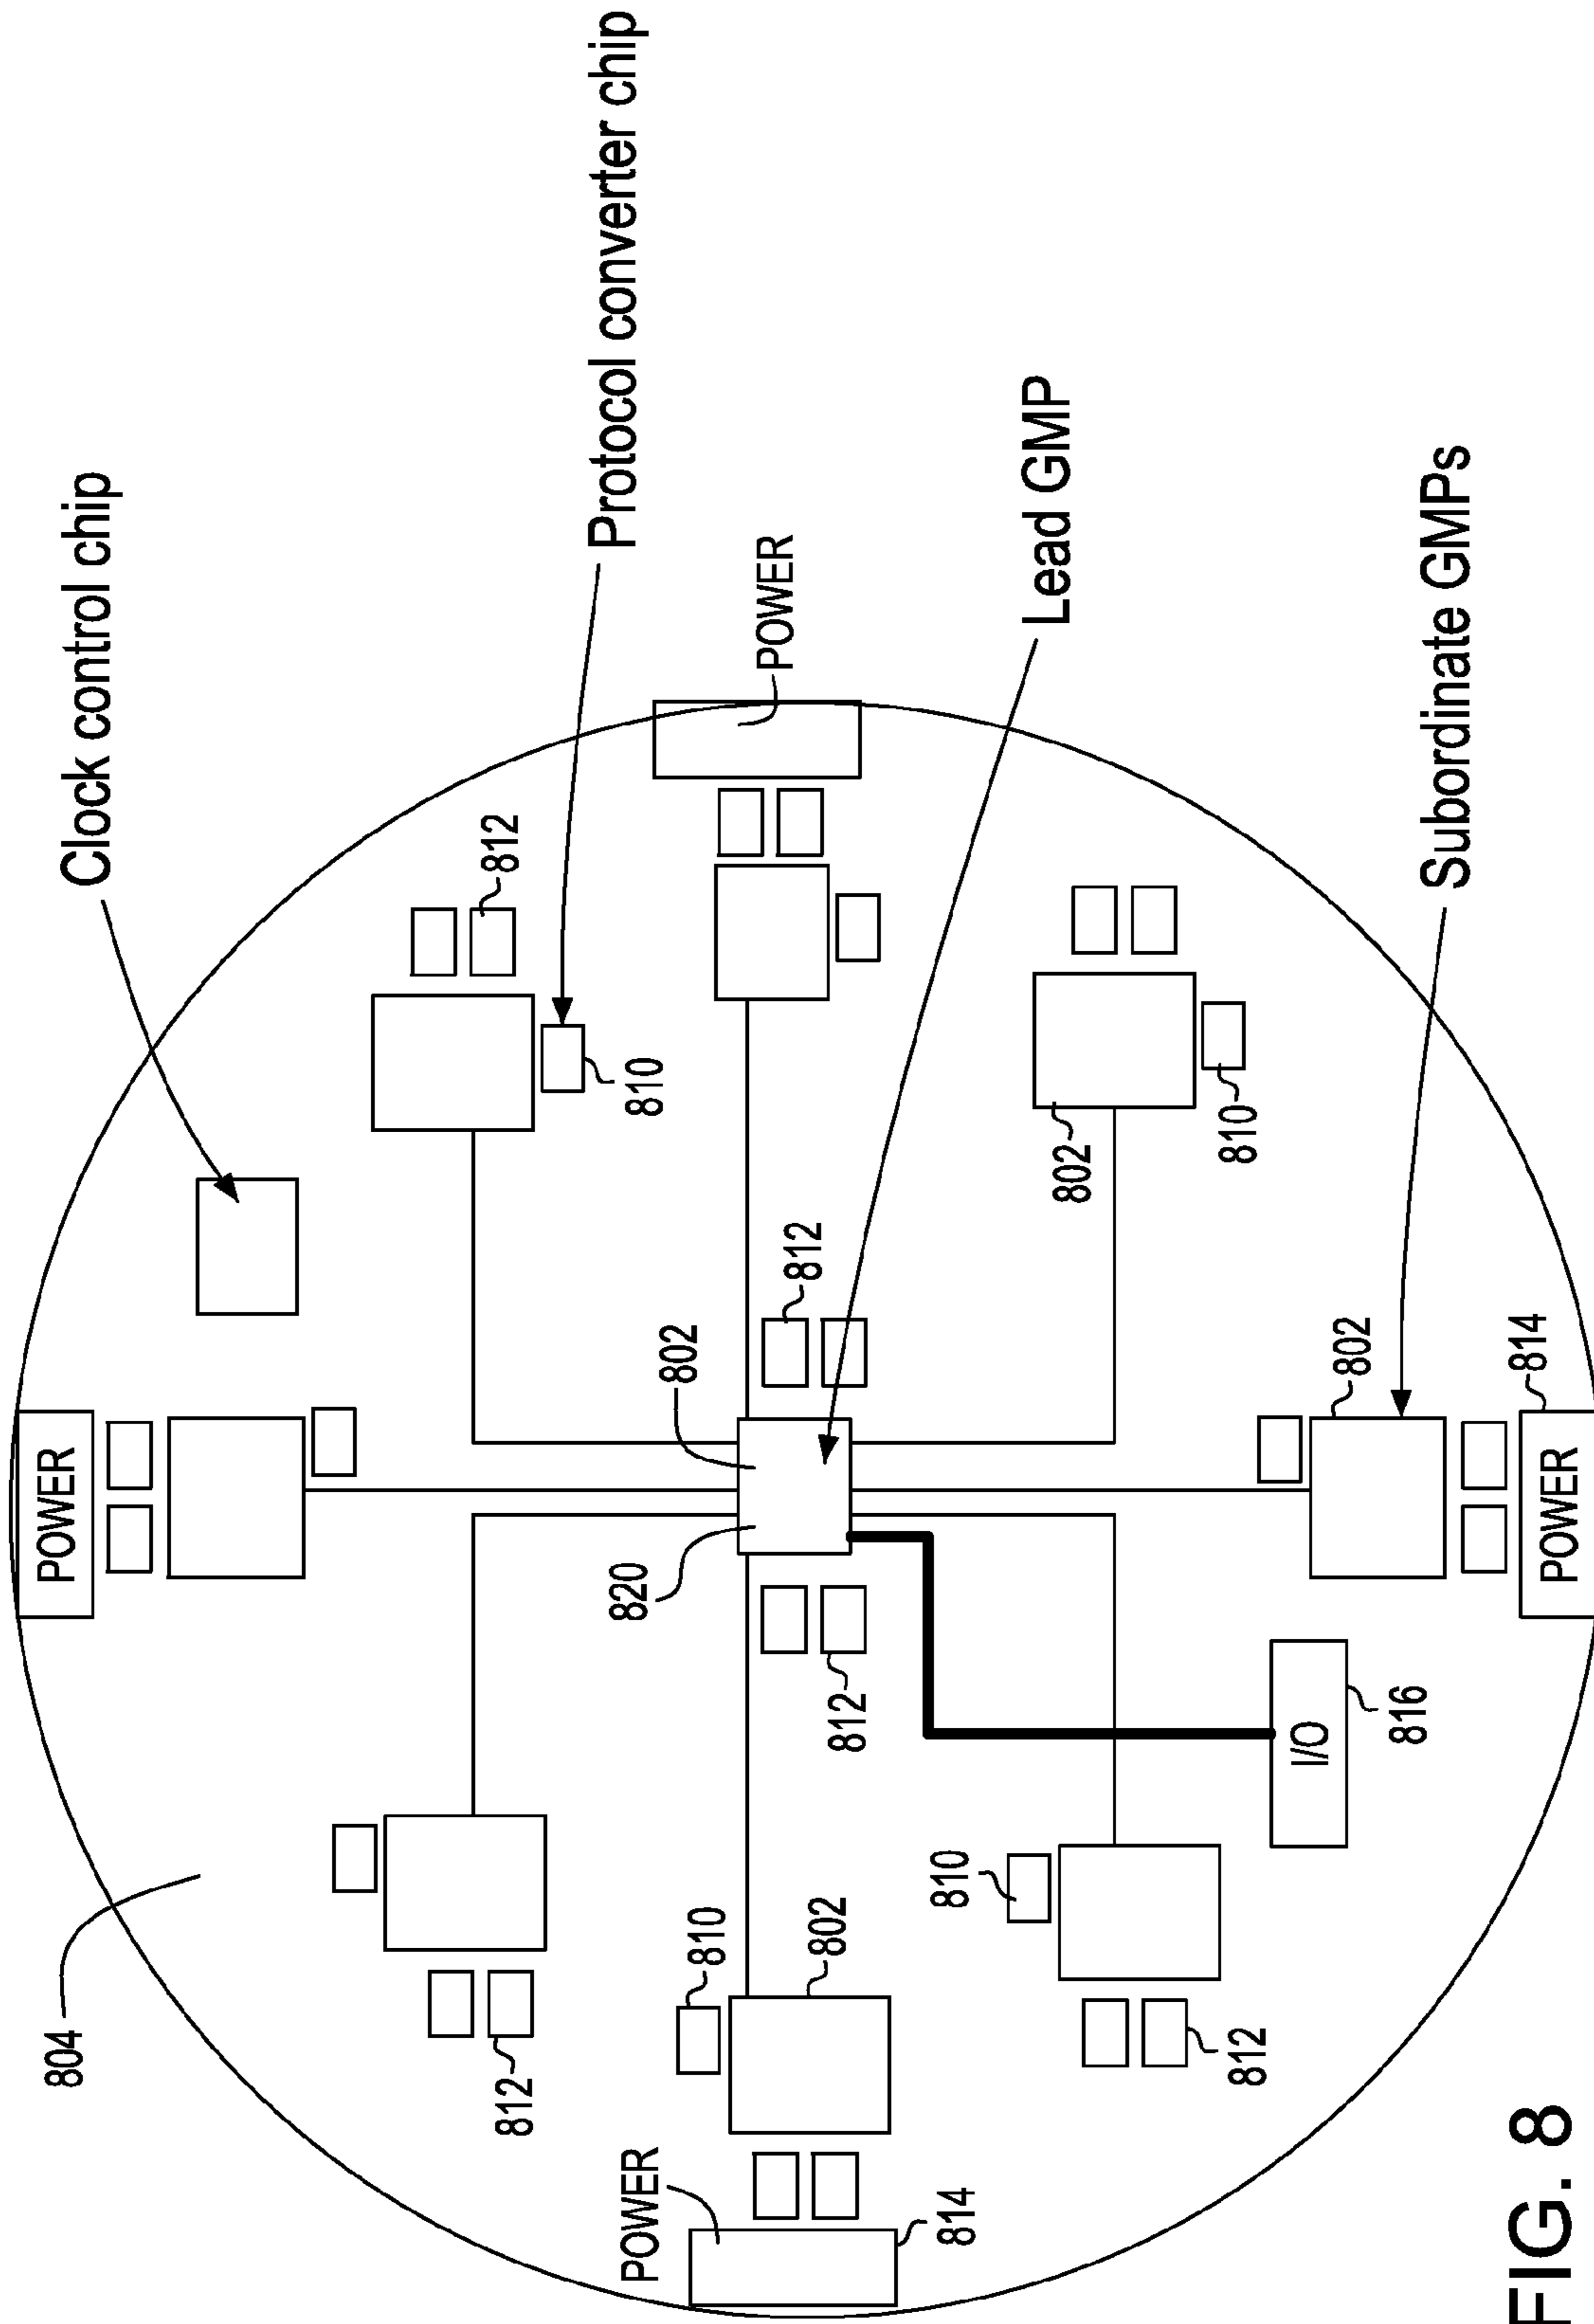 Clock control chip
Protocol converter chip
POWER
812
810
POWER
Lead GMP
802
810
812
802
820
812
Subordinate GMPs
802
814
POWER
I/O
816
804
812
810
802
810
812
POWER
814
FIG. 8